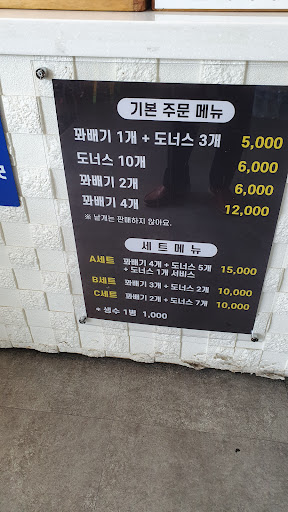 기본 주문 메뉴
꽈배기 1개 + 도너스 3개 5,000
도너스 10개 6,000
꽈배기 2개 6,000
꽈배기 4개 12,000
※ 낱개는 판매하지 않아요.
세트메뉴
A세트 꽈배기 4개 + 도너스 5개 15,000
+ 도너스 1개 서비스
B세트 꽈배기 3개 + 도너스 2개 10,000
C세트 꽈배기 2개 + 도너스 7개 10,000
* 생수 1병 1,000